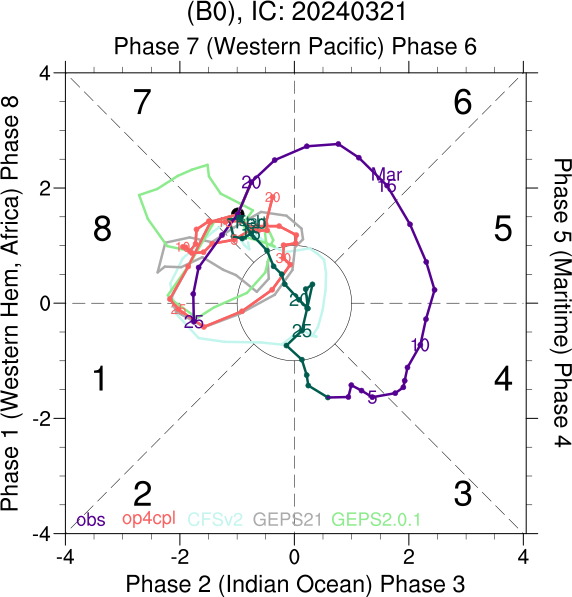 (B0), IC: 20240321
Phase 7 (Western Pacific) Phase 6
Phase 1 (Western Hem, Africa) Phase 8
Phase 5 (Maritime) Phase 4
4
2
0
-2
-4
7
6
8
5
1
4
2
3
20
Mar
15
20
30
20
25
25
10
5
obs op4cpl CFSv2 GEPS21 GEPS2.0.1
-4 -2 0 2 4
Phase 2 (Indian Ocean) Phase 3